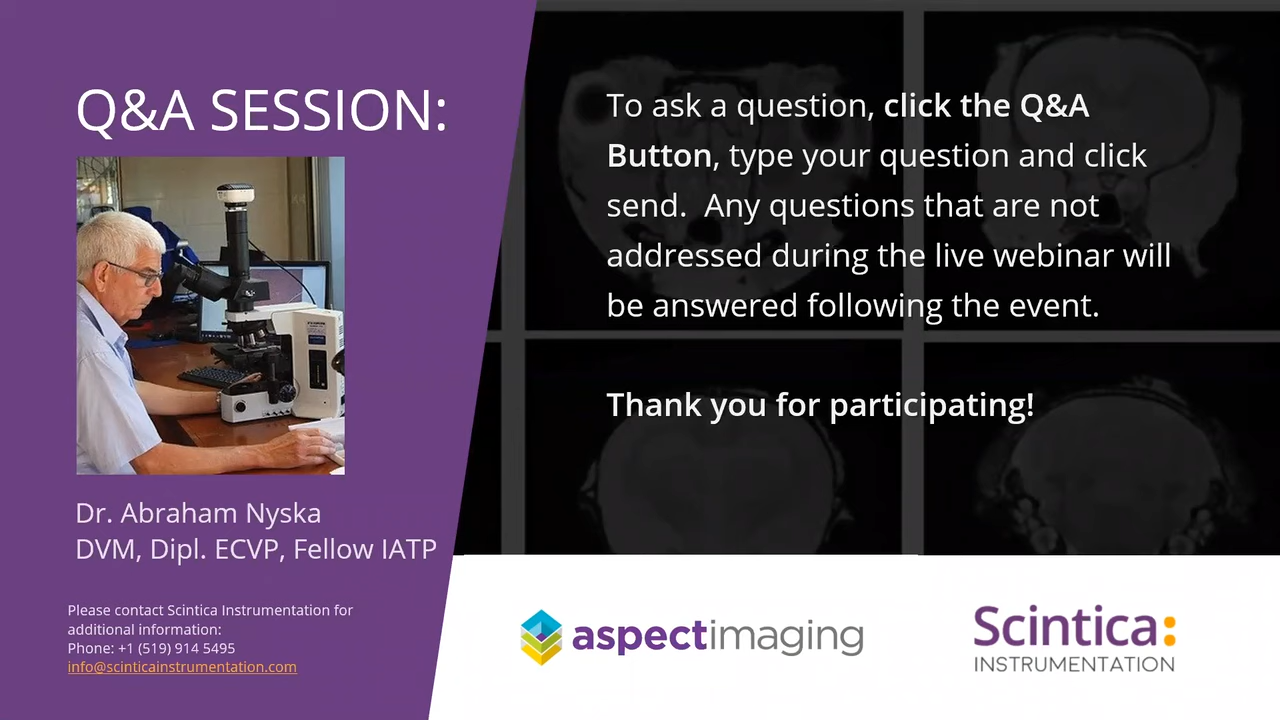 Q&A SESSION:
Dr. Abraham Nyska
DVM, Dipl. ECVP, Fellow IATP
Please contact Scintica Instrumentation for
additional information:
Phone: +1 (519) 914 5495
info@scinticainstrumentation.com
To ask a question, click the Q&A
Button, type your question and click
send.  Any questions that are not
addressed during the live webinar will
be answered following the event.
Thank you for participating!
aspectimaging
Scintica:
INSTRUMENTATION